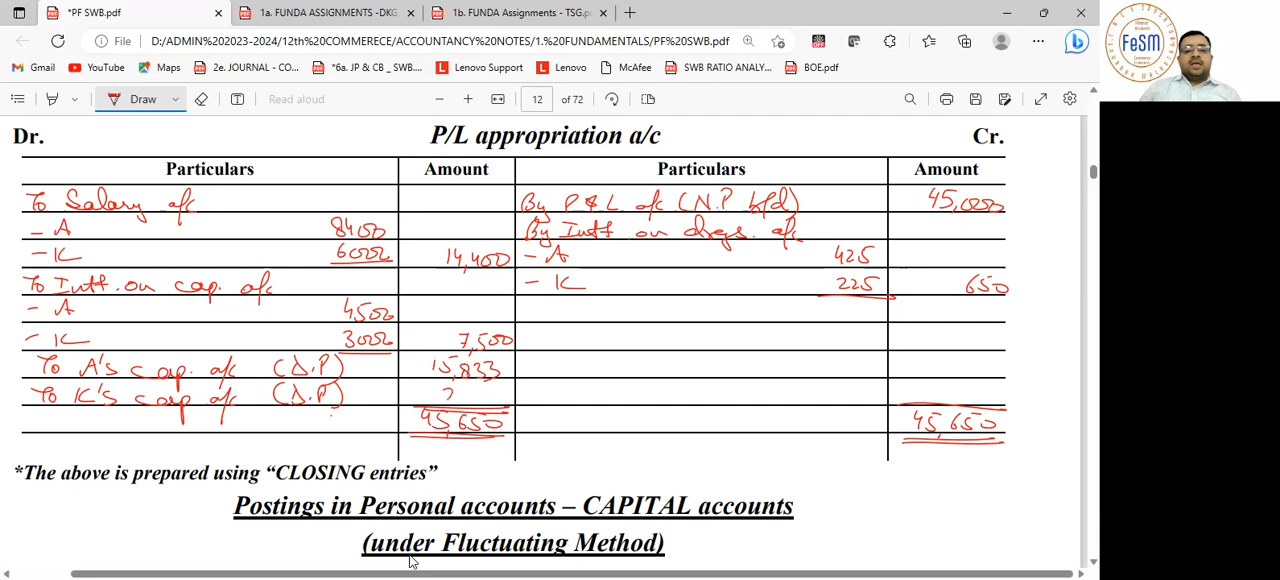 *PF SWB.pdf
1a. FUNDA ASSIGNMENTS -DKG
1b. FUNDA Assignments - TSG.p
File D:/ADMIN%202023-2024/12th%20COMMERECE/ACCOUNTANCE%20NOTES/1.%20FUNDAMENTALS/PF%20SWB.pdf
OFF
Gmail YouTube Maps 2e. JOURNAL - CO... *6a. JP & CB _ SWB.... Lenovo Support Lenovo McAfee SWB RATIO ANALY... BOE.pdf
Draw Read aloud 12 of 72
FeSM
Dr. P/L appropriation a/c Cr.
Particulars Amount Particulars Amount
To Salary a/c By P & L a/c (N.P b/d) 45,000
- A 8400 By Intt on drgs. a/c
- K 6000 14,400 - A 425
To Intt. on cap. a/c - K 225 650
- A 4500
- K 3000 7,500
To A's cap. a/c (D.P) 15,833
To K's cap a/c (D.P)
45,650 45,650
*The above is prepared using “CLOSING entries”
Postings in Personal accounts – CAPITAL accounts
(under Fluctuating Method)